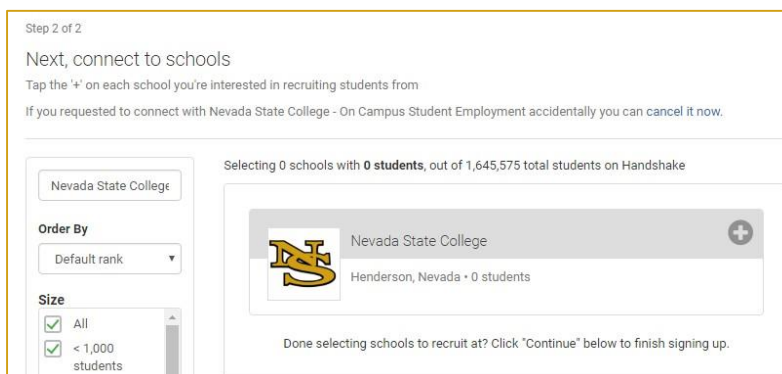 Step 2 of 2
Next, connect to schools
Tap the '+' on each school you're interested in recruiting students from
If you requested to connect with Nevada State College - On Campus Student Employment accidentally you can cancel it now.
Selecting 0 schools with 0 students, out of 1,645,575 total students on Handshake
Nevada State College
Order By
Default rank
Size
All
< 1,000
students
NS
Nevada State College
Henderson, Nevada • 0 students
Done selecting schools to recruit at? Click "Continue" below to finish signing up.